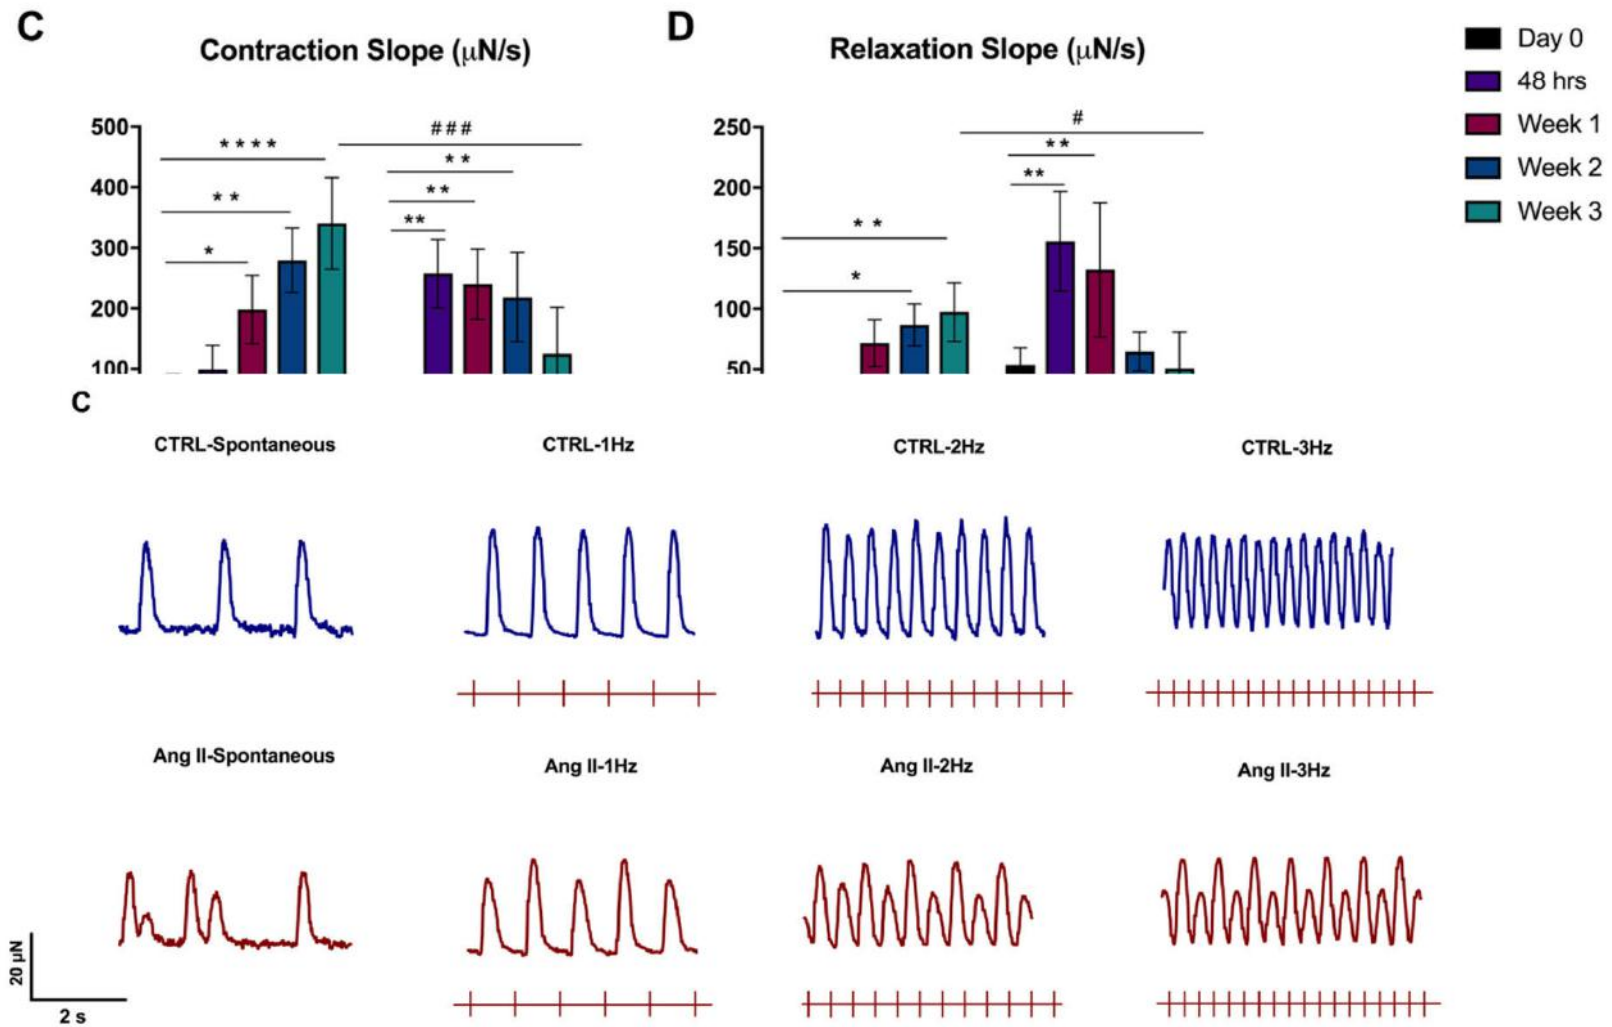 C
Contraction Slope (µN/s)
500
400
300
200
100
* * * *
* *
*
# # #
* *
* *
**
D
Relaxation Slope (µN/s)
250
200
150
100
50
* *
*
#
* *
**
Day 0
48 hrs
Week 1
Week 2
Week 3
C
CTRL-Spontaneous
CTRL-1Hz
CTRL-2Hz
CTRL-3Hz
Ang II-Spontaneous
Ang II-1Hz
Ang II-2Hz
Ang II-3Hz
20 µN
2 s